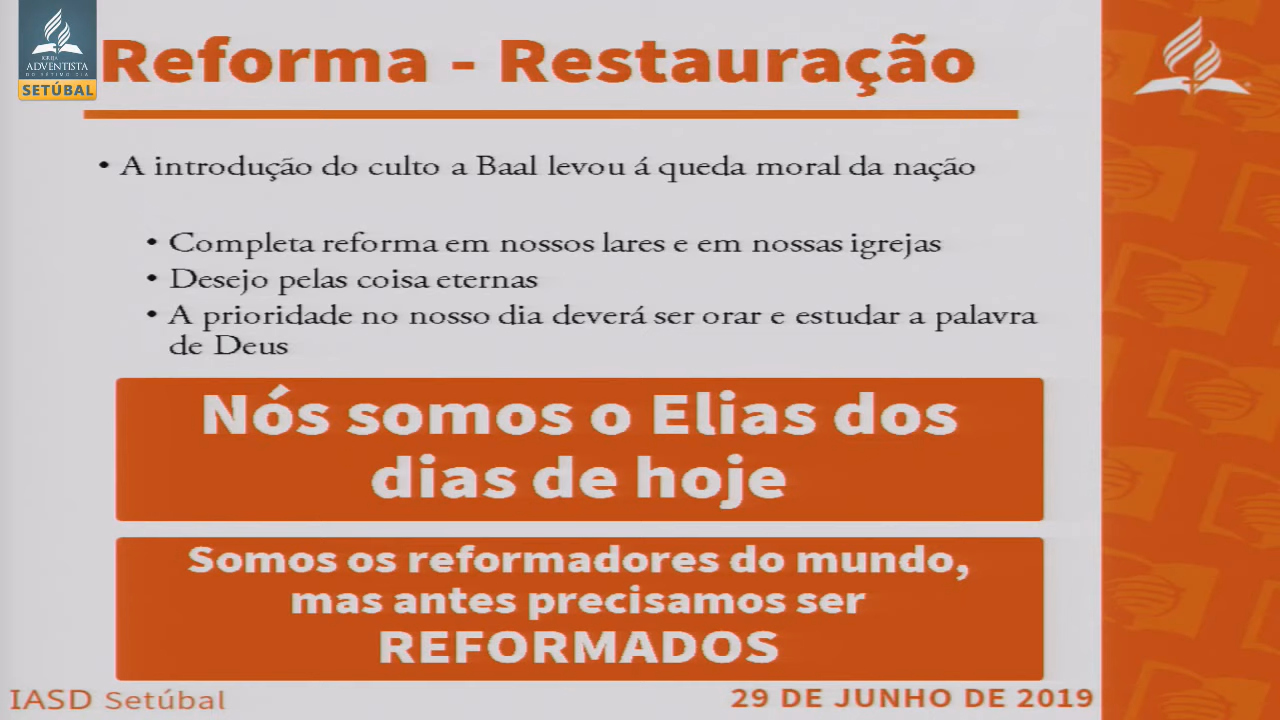 IGREJA
ADVENTISTA
DO SÉTIMO DIA
SETÚBAL
Reforma - Restauração
• A introdução do culto a Baal levou á queda moral da nação
• Completa reforma em nossos lares e em nossas igrejas
• Desejo pelas coisa eternas
• A prioridade no nosso dia deverá ser orar e estudar a palavra
de Deus
Nós somos o Elias dos
dias de hoje
Somos os reformadores do mundo,
mas antes precisamos ser
REFORMADOS
IASD Setúbal
29 DE JUNHO DE 2019